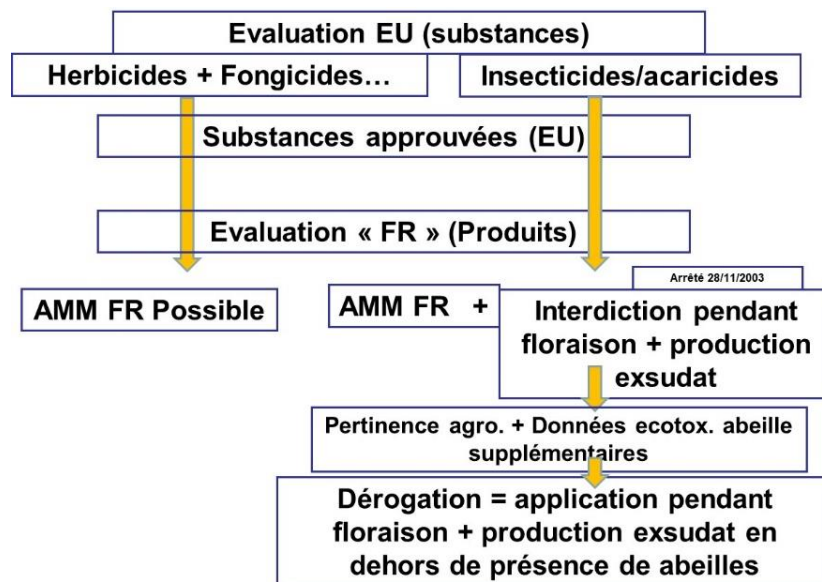 Evaluation EU (substances)
Herbicides + Fongicides…
Insecticides/acaricides
Substances approuvées (EU)
Evaluation « FR » (Produits)
Arrêté 28/11/2003
AMM FR Possible
AMM FR +
Interdiction pendant
floraison + production
exsudat
Pertinence agro. + Données ecotox. abeille
supplémentaires
Dérogation = application pendant
floraison + production exsudat en
dehors de présence de abeilles